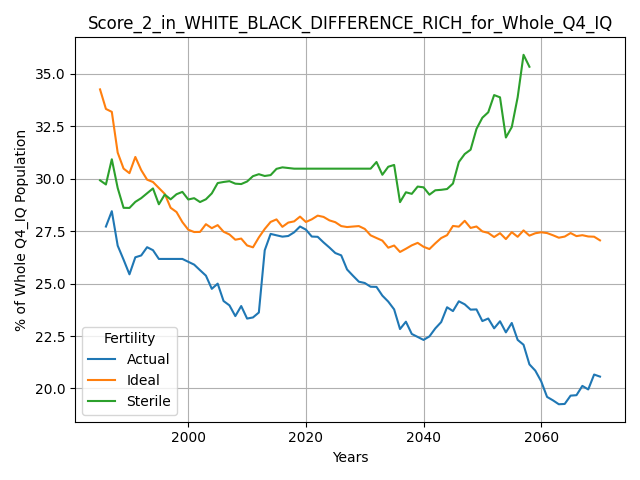 Score_2_in_WHITE_BLACK_DIFFERENCE_RICH_for_Whole_Q4_IQ
% of Whole Q4_IQ Population
35.0
32.5
30.0
27.5
25.0
22.5
20.0
Fertility
Actual
Ideal
Sterile
2000
2020
2040
2060
Years